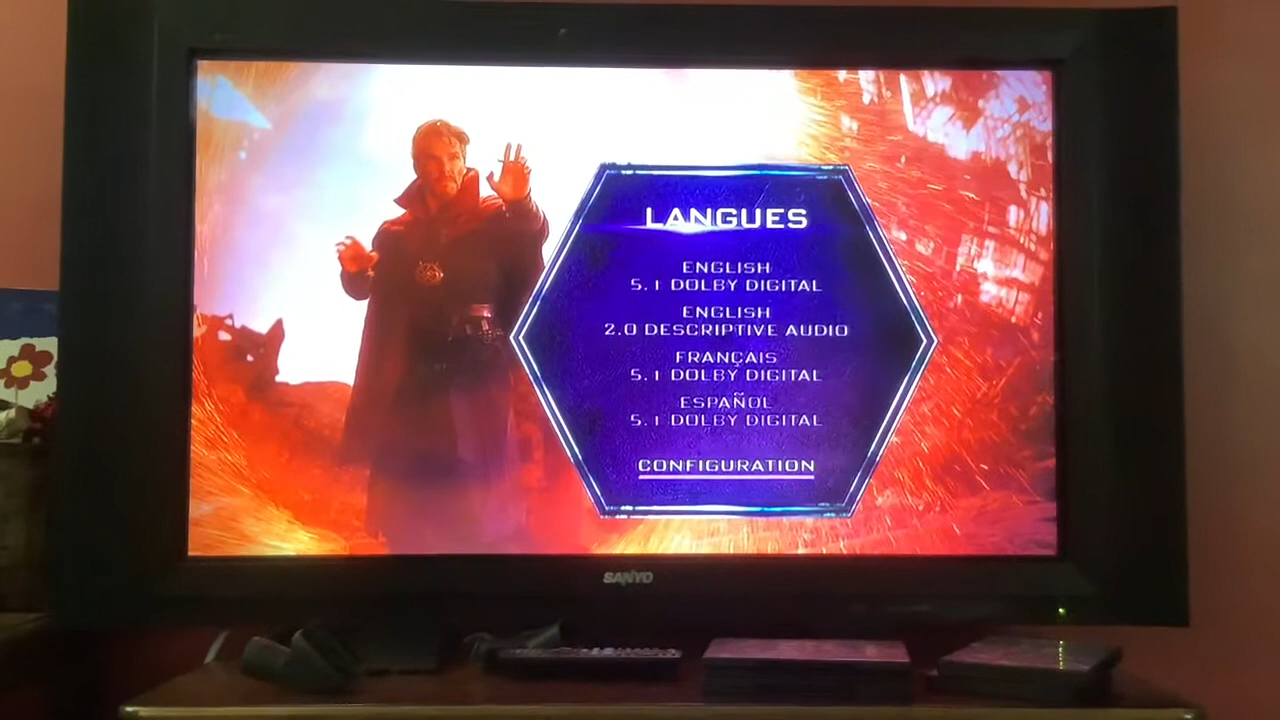 LANGUES
ENGLISH
5.1 DOLBY DIGITAL
ENGLISH
2.0 DESCRIPTIVE AUDIO
FRANÇAIS
5.1 DOLBY DIGITAL
ESPAÑOL
5.1 DOLBY DIGITAL
CONFIGURATION
SANYO